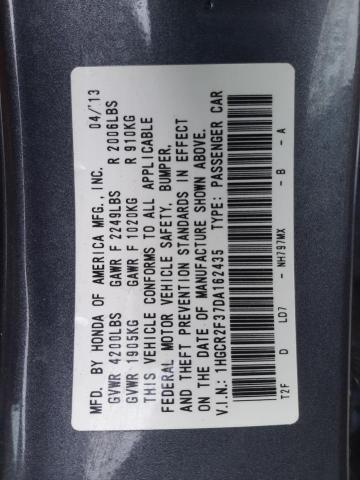 MFD. BY HONDA OF AMERICA MFG., INC. 04/13
GVWR 4200LBS GAWR F 2249LBS R 2006LBS
GVWR 1905KG GAWR F 1020KG R 910KG
THIS VEHICLE CONFORMS TO ALL APPLICABLE
FEDERAL MOTOR VEHICLE SAFETY, BUMPER,
AND THEFT PREVENTION STANDARDS IN EFFECT
ON THE DATE OF MANUFACTURE SHOWN ABOVE.
V.I.N.: 1HGCR2F37DA162435 TYPE: PASSENGER CAR
T2F D LD7 - NH797MX - B - A